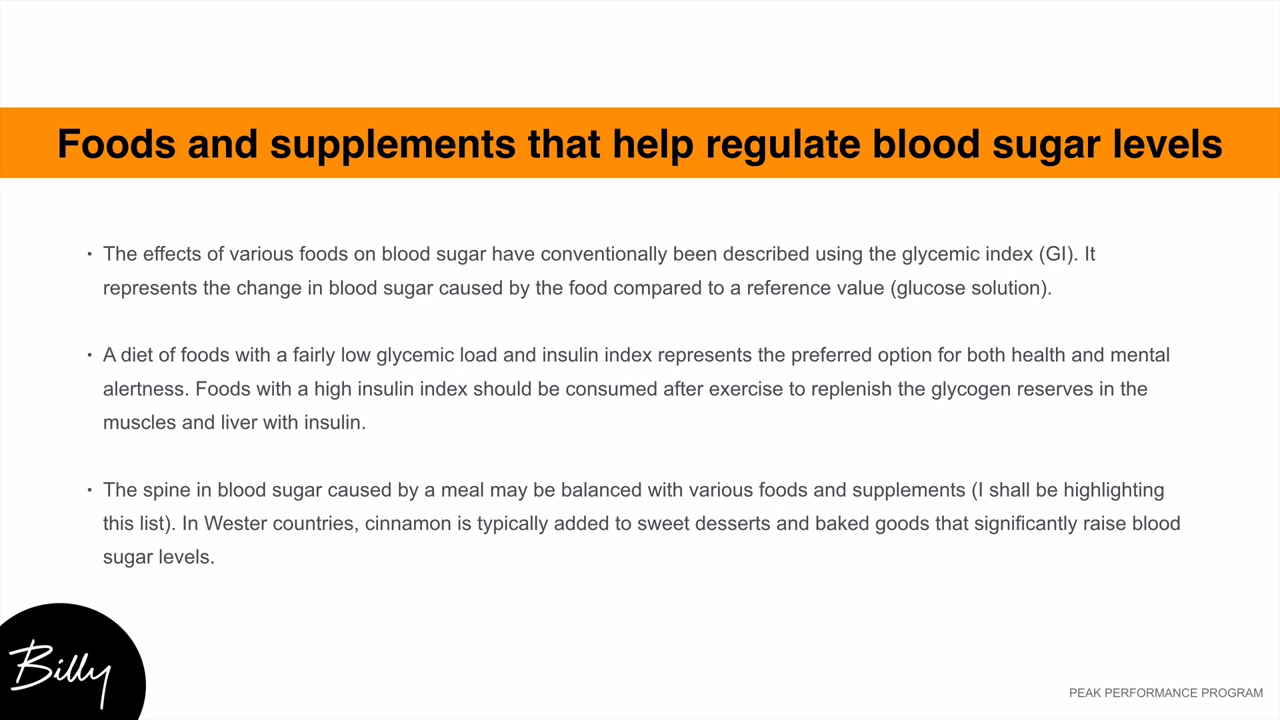 Foods and supplements that help regulate blood sugar levels
• The effects of various foods on blood sugar have conventionally been described using the glycemic index (GI). It
represents the change in blood sugar caused by the food compared to a reference value (glucose solution).
• A diet of foods with a fairly low glycemic load and insulin index represents the preferred option for both health and mental
alertness. Foods with a high insulin index should be consumed after exercise to replenish the glycogen reserves in the
muscles and liver with insulin.
• The spine in blood sugar caused by a meal may be balanced with various foods and supplements (I shall be highlighting
this list). In Wester countries, cinnamon is typically added to sweet desserts and baked goods that significantly raise blood
sugar levels.
Billy
PEAK PERFORMANCE PROGRAM